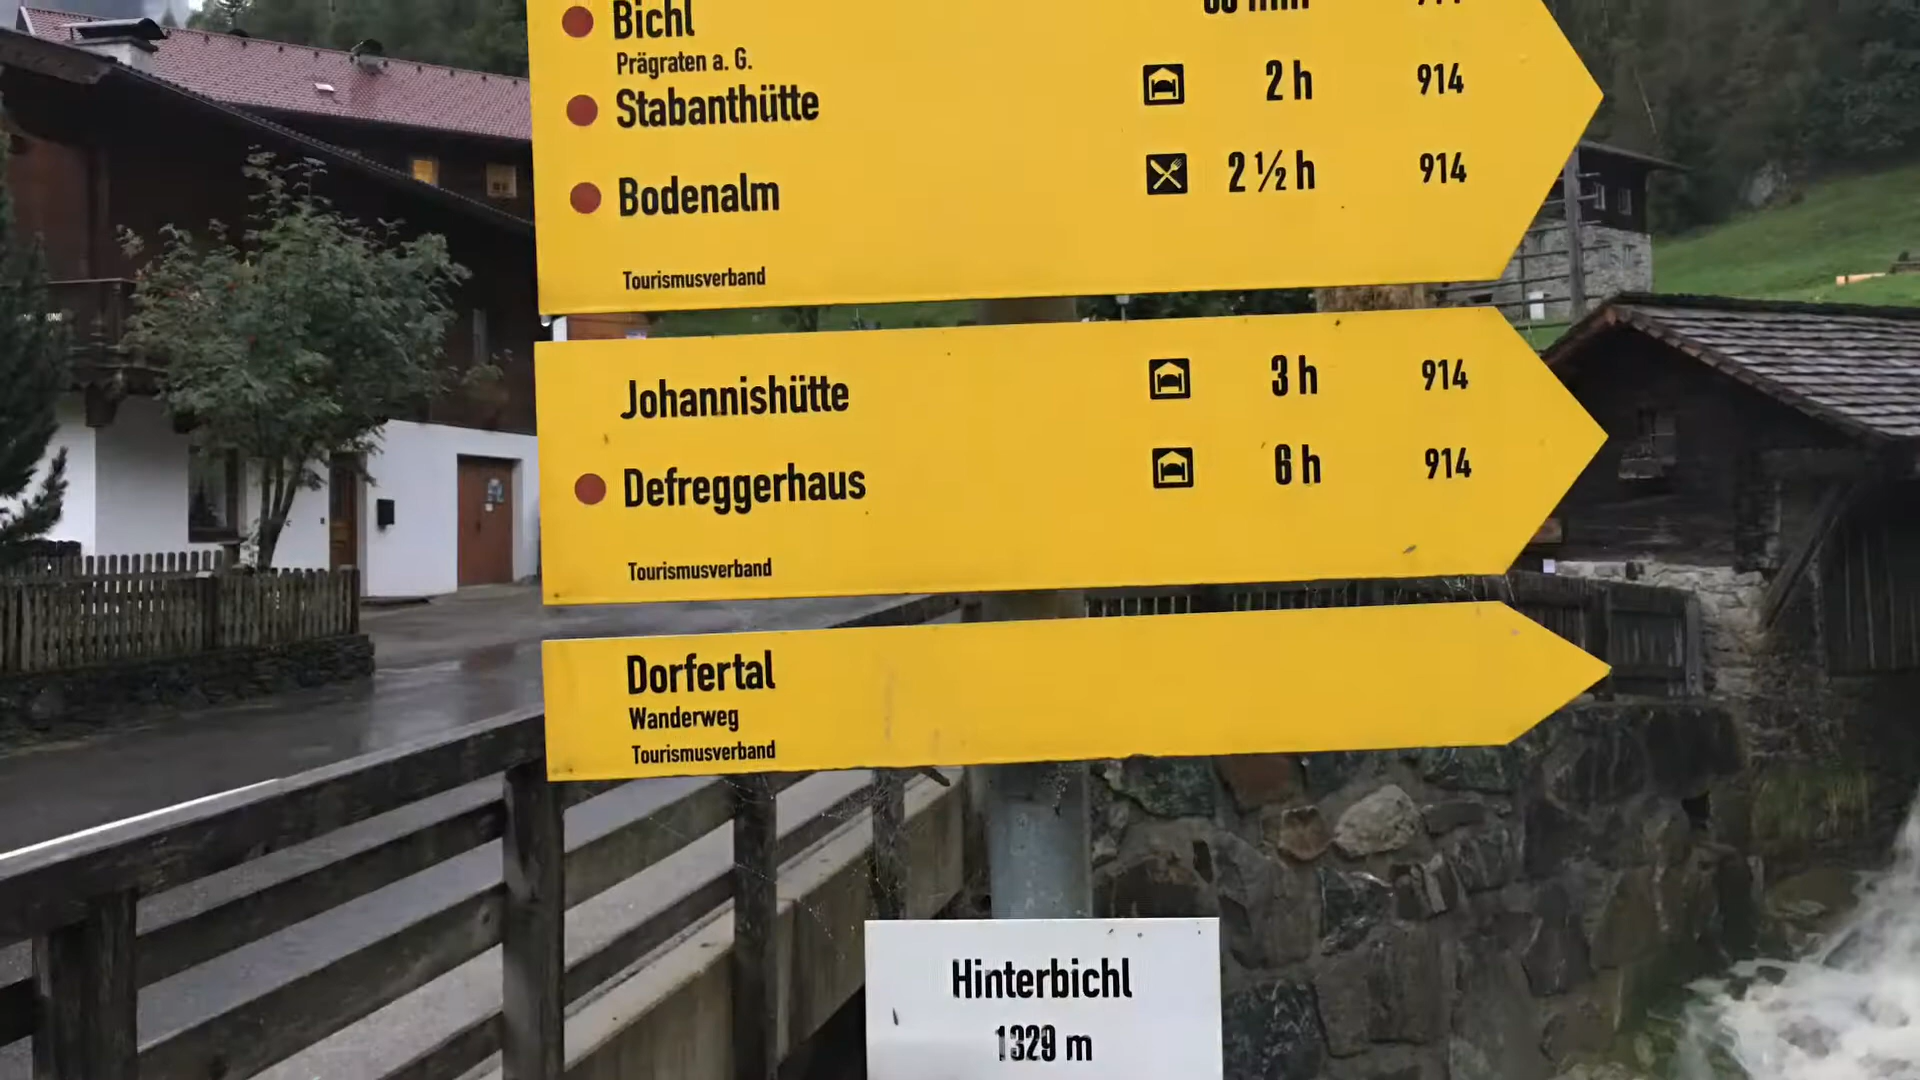 Bichl
Prägraten a. G.
Stabanthütte 2 h 914
Bodenalm 2 ½ h 914
Tourismusverband
Johannishütte 3 h 914
Defreggerhaus 6 h 914
Tourismusverband
Dorfertal
Wanderweg
Tourismusverband
Hinterbichl
1329 m